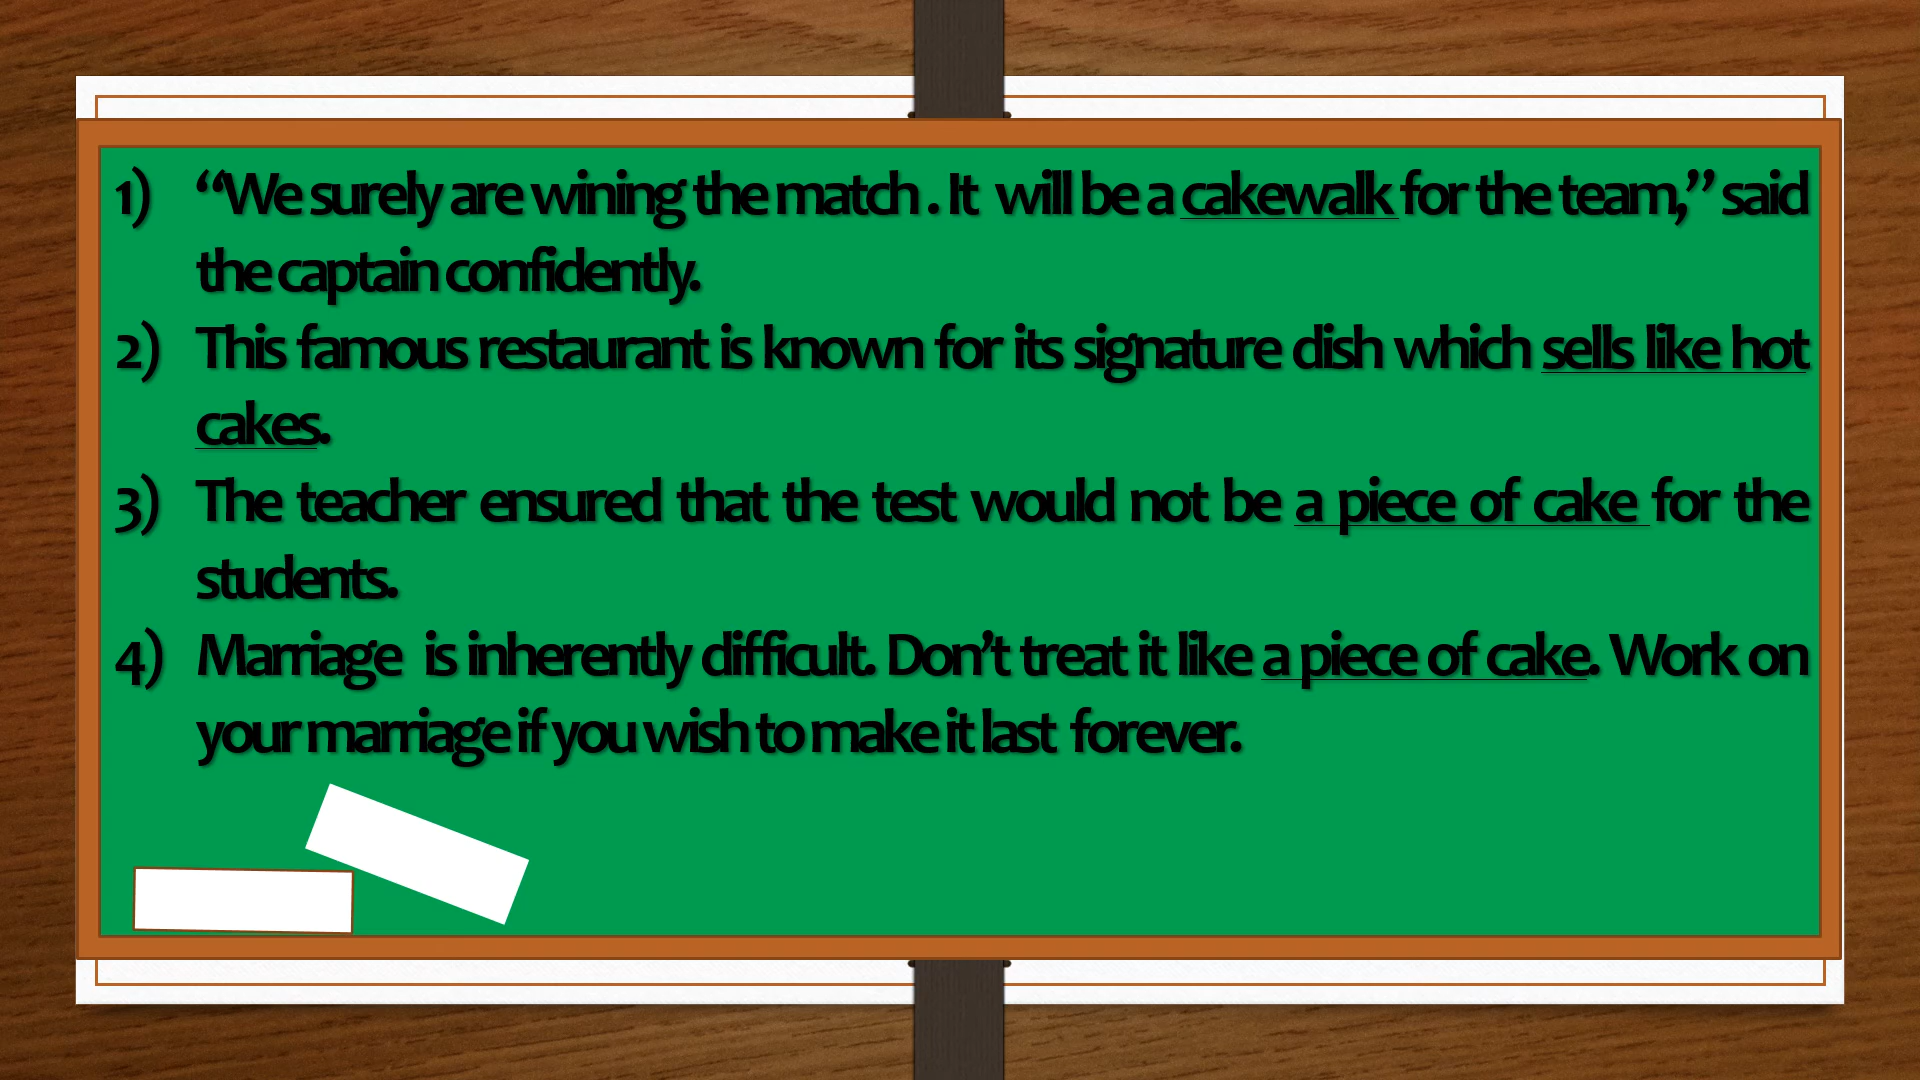 1) “We surely are wining the match . It will be a cakewalk for the team,” said
the captain confidently.
2) This famous restaurant is known for its signature dish which sells like hot
cakes.
3) The teacher ensured that the test would not be a piece of cake for the
students.
4) Marriage is inherently difficult. Don’t treat it like a piece of cake. Work on
your marriage if you wish to make it last forever.